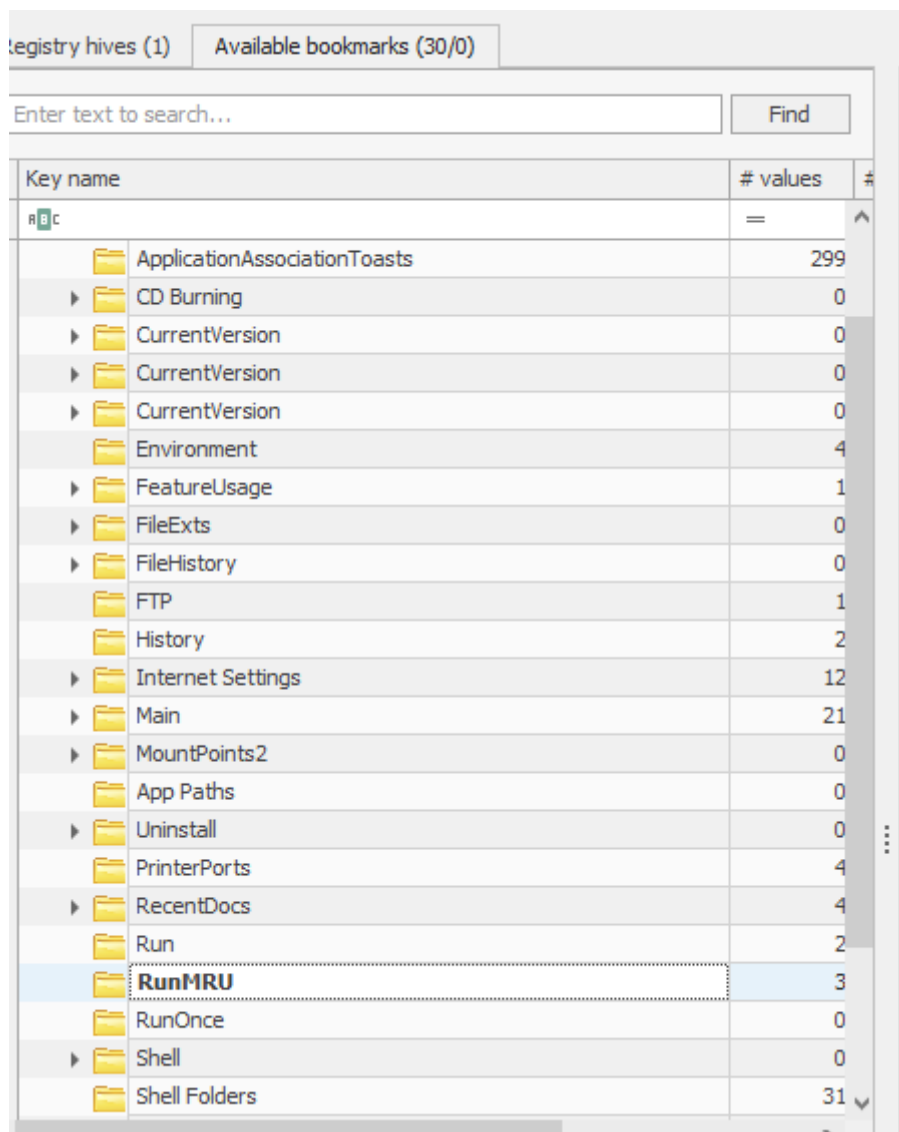 Registry hives (1) Available bookmarks (30/0)
Enter text to search... Find
Key name # values #
ABC =
ApplicationAssociationToasts 299
CD Burning 0
CurrentVersion 0
CurrentVersion 0
CurrentVersion 0
Environment 4
FeatureUsage 1
FileExts 0
FileHistory 0
FTP 1
History 2
Internet Settings 12
Main 21
MountPoints2 0
App Paths 0
Uninstall 0
PrinterPorts 4
RecentDocs 4
Run 2
RunMRU 3
RunOnce 0
Shell 0
Shell Folders 31